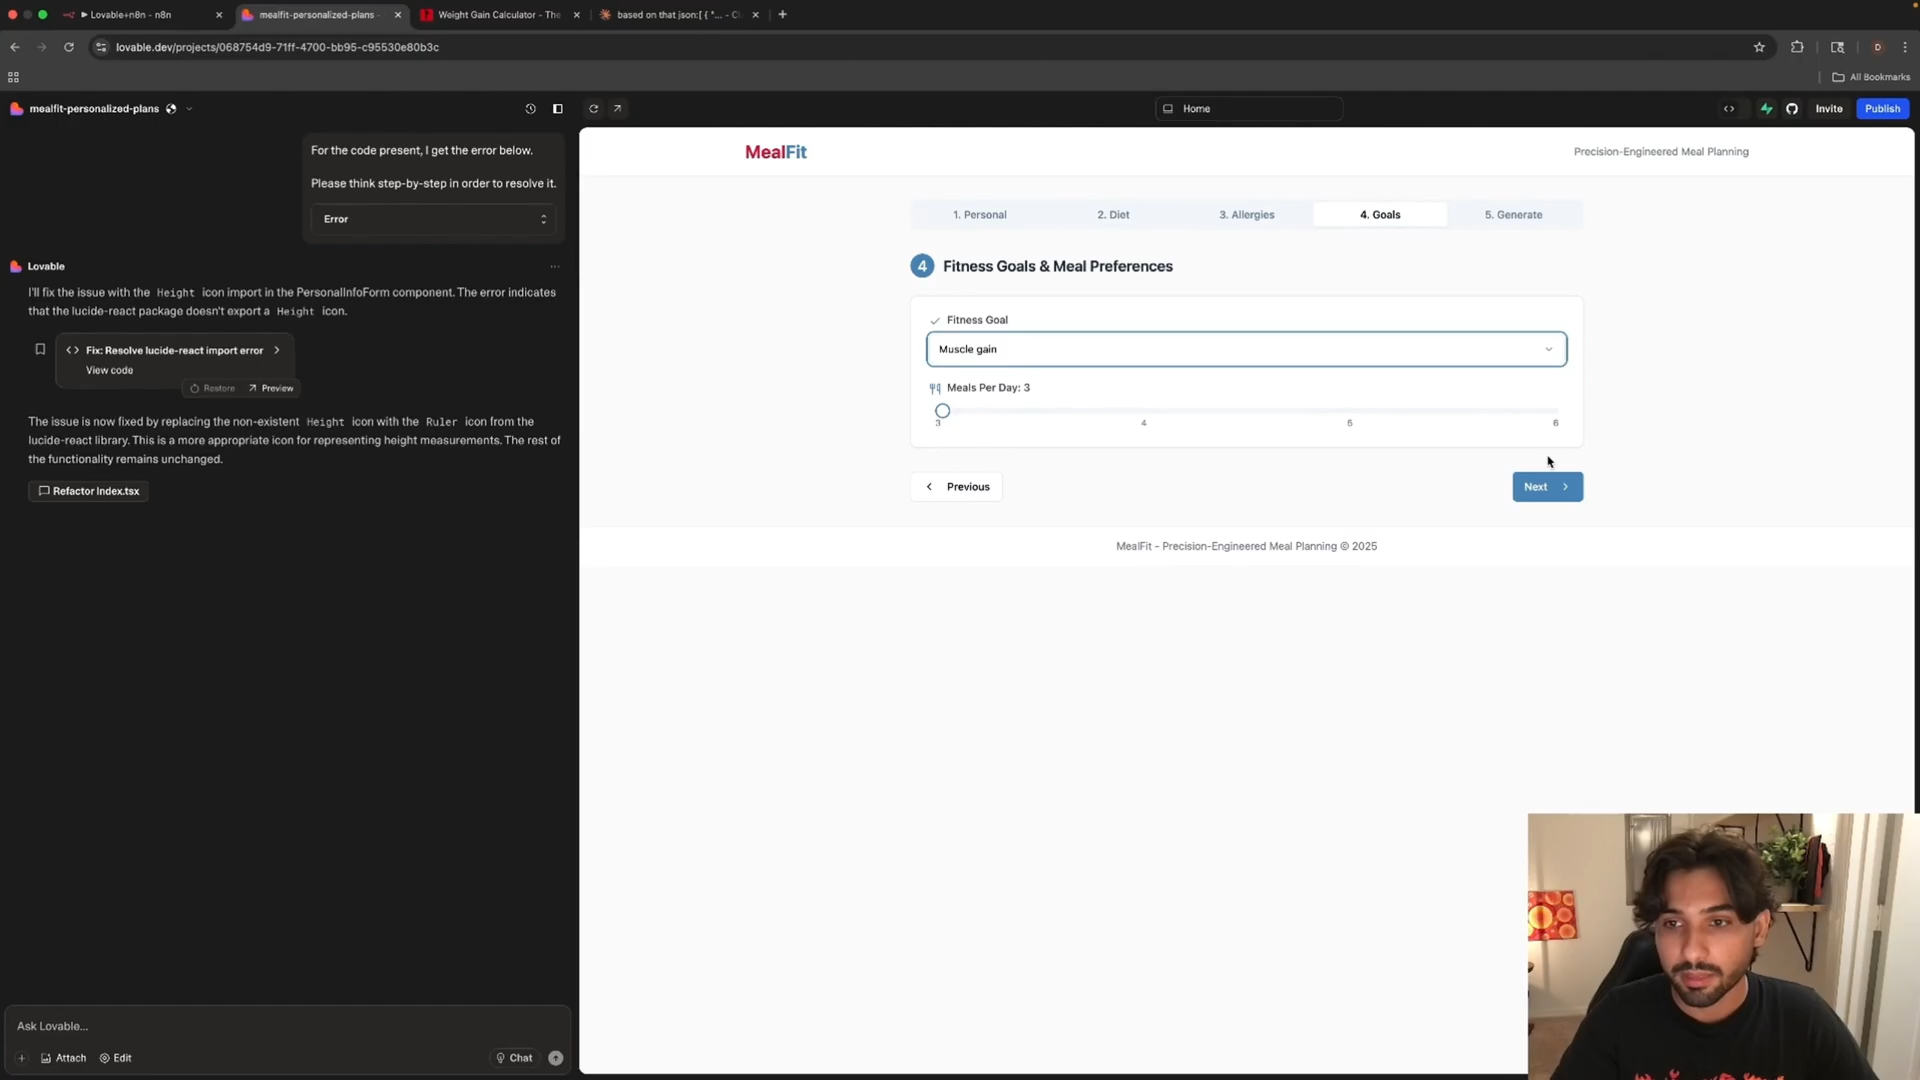 Lovable+n8n - n8n
mealfit-personalized-plans
Weight Gain Calculator - The
based on that json:[ { "... - Cl
lovable.dev/projects/068754d9-71ff-4700-bb95-c95530e80b3c
D
All Bookmarks
mealfit-personalized-plans
Home
Invite
Publish
For the code present, I get the error below.
Please think step-by-step in order to resolve it.
Error
Lovable
I'll fix the issue with the Height icon import in the PersonalInfoForm component. The error indicates
that the lucide-react package doesn't export a Height icon.
Fix: Resolve lucide-react import error
View code
Restore
Preview
The issue is now fixed by replacing the non-existent Height icon with the Ruler icon from the
lucide-react library. This is a more appropriate icon for representing height measurements. The rest of
the functionality remains unchanged.
Refactor Index.tsx
Ask Lovable...
Attach
Edit
Chat
MealFit
Precision-Engineered Meal Planning
1. Personal
2. Diet
3. Allergies
4. Goals
5. Generate
4
Fitness Goals & Meal Preferences
Fitness Goal
Muscle gain
Meals Per Day: 3
3
4
5
6
Previous
Next
MealFit - Precision-Engineered Meal Planning © 2025